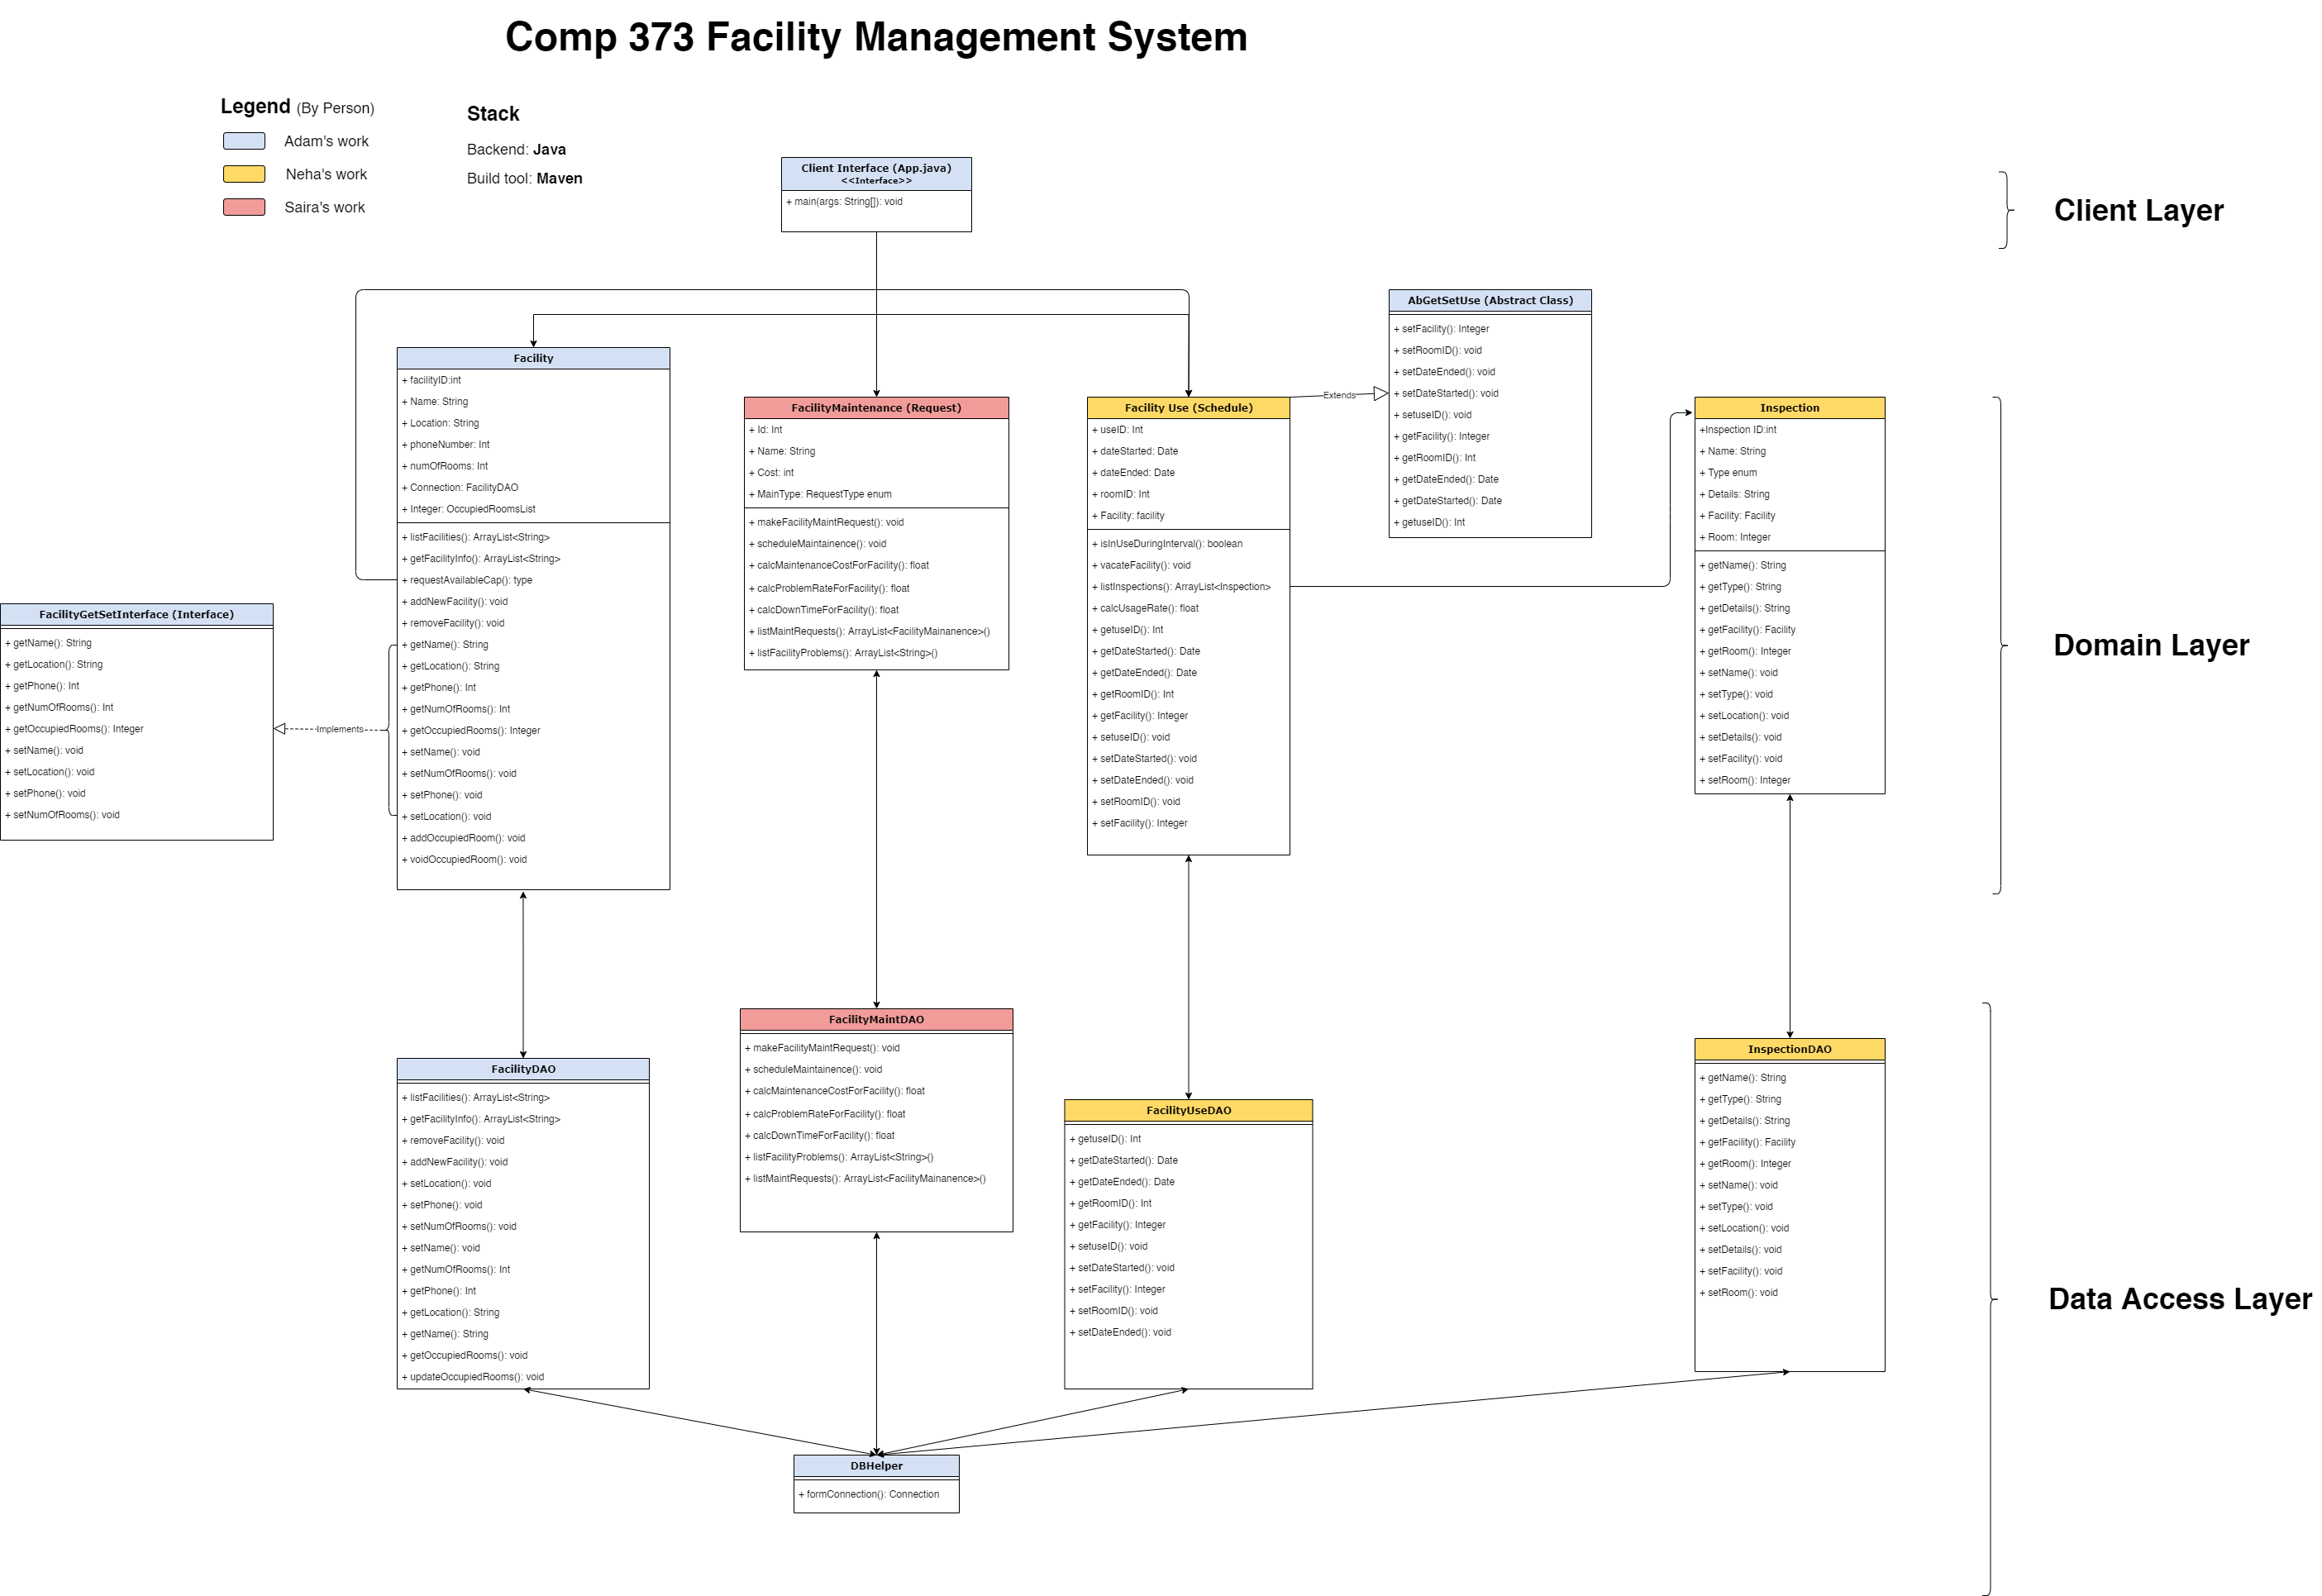 Comp 373 Facility Management System
Legend (By Person)
Adam's work
Neha's work
Saira's work
Stack
Backend: Java
Build tool: Maven
Client Interface (App.java)
<<Interface>>
+ main(args: String[]): void
Client Layer
Facility
+ facilityID:int
+ Name: String
+ Location: String
+ phoneNumber: Int
+ numOfRooms: Int
+ Connection: FacilityDAO
+ Integer: OccupiedRoomsList
+ listFacilities(): ArrayList<String>
+ getFacilityInfo(): ArrayList<String>
+ requestAvailableCap(): type
+ addNewFacility(): void
+ removeFacility(): void
+ getName(): String
+ getLocation(): String
+ getPhone(): Int
+ getNumOfRooms(): Int
+ getOccupiedRooms(): Integer
+ setName(): void
+ setNumOfRooms(): void
+ setPhone(): void
+ setLocation(): void
+ addOccupiedRoom(): void
+ voidOccupiedRoom(): void
FacilityGetSetInterface (Interface)
+ getName(): String
+ getLocation(): String
+ getPhone(): Int
+ getNumOfRooms(): Int
+ getOccupiedRooms(): Integer
+ setName(): void
+ setLocation(): void
+ setPhone(): void
+ setNumOfRooms(): void
Implements
FacilityMaintenance (Request)
+ Id: Int
+ Name: String
+ Cost: int
+ MainType: RequestType enum
+ makeFacilityMaintRequest(): void
+ scheduleMaintainence(): void
+ calcMaintenanceCostForFacility(): float
+ calcProblemRateForFacility(): float
+ calcDownTimeForFacility(): float
+ listMaintRequests(): ArrayList<FacilityMainanence>()
+ listFacilityProblems(): ArrayList<String>()
Facility Use (Schedule)
+ useID: Int
+ dateStarted: Date
+ dateEnded: Date
+ roomID: Int
+ Facility: facility
+ isInUseDuringInterval(): boolean
+ vacateFacility(): void
+ listInspections(): ArrayList<Inspection>
+ calcUsageRate(): float
+ getuseID(): Int
+ getDateStarted(): Date
+ getDateEnded(): Date
+ getRoomID(): Int
+ getFacility(): Integer
+ setuseID(): void
+ setDateStarted(): void
+ setDateEnded(): void
+ setRoomID(): void
+ setFacility(): Integer
Extends
AbGetSetUse (Abstract Class)
+ setFacility(): Integer
+ setRoomID(): void
+ setDateEnded(): void
+ setDateStarted(): void
+ setuseID(): void
+ getFacility(): Integer
+ getRoomID(): Int
+ getDateEnded(): Date
+ getDateStarted(): Date
+ getuseID(): Int
Inspection
+Inspection ID:int
+ Name: String
+ Type enum
+ Details: String
+ Facility: Facility
+ Room: Integer
+ getName(): String
+ getType(): String
+ getDetails(): String
+ getFacility(): Facility
+ getRoom(): Integer
+ setName(): void
+ setType(): void
+ setLocation(): void
+ setDetails(): void
+ setFacility(): void
+ setRoom(): Integer
Domain Layer
FacilityDAO
+ listFacilities(): ArrayList<String>
+ getFacilityInfo(): ArrayList<String>
+ removeFacility(): void
+ addNewFacility(): void
+ setLocation(): void
+ setPhone(): void
+ setNumOfRooms(): void
+ setName(): void
+ getNumOfRooms(): Int
+ getPhone(): Int
+ getLocation(): String
+ getName(): String
+ getOccupiedRooms(): void
+ updateOccupiedRooms(): void
FacilityMaintDAO
+ makeFacilityMaintRequest(): void
+ scheduleMaintainence(): void
+ calcMaintenanceCostForFacility(): float
+ calcProblemRateForFacility(): float
+ calcDownTimeForFacility(): float
+ listFacilityProblems(): ArrayList<String>()
+ listMaintRequests(): ArrayList<FacilityMainanence>()
FacilityUseDAO
+ getuseID(): Int
+ getDateStarted(): Date
+ getDateEnded(): Date
+ getRoomID(): Int
+ getFacility(): Integer
+ setuseID(): void
+ setDateStarted(): void
+ setFacility(): Integer
+ setRoomID(): void
+ setDateEnded(): void
InspectionDAO
+ getName(): String
+ getType(): String
+ getDetails(): String
+ getFacility(): Facility
+ getRoom(): Integer
+ setName(): void
+ setType(): void
+ setLocation(): void
+ setDetails(): void
+ setFacility(): void
+ setRoom(): void
Data Access Layer
DBHelper
+ formConnection(): Connection